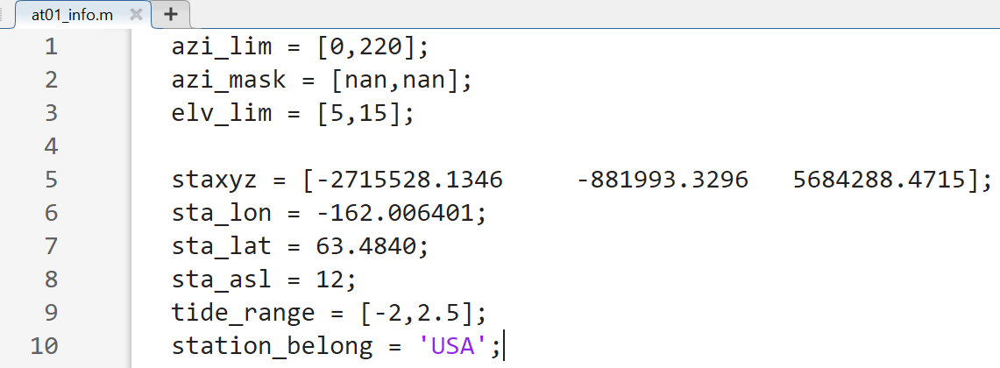 at01_info.m
1 azi_lim = [0,220];
2 azi_mask = [nan,nan];
3 elv_lim = [5,15];
4
5 staxyz = [-2715528.1346 -881993.3296 5684288.4715];
6 sta_lon = -162.006401;
7 sta_lat = 63.4840;
8 sta_asl = 12;
9 tide_range = [-2,2.5];
10 station_belong = 'USA';